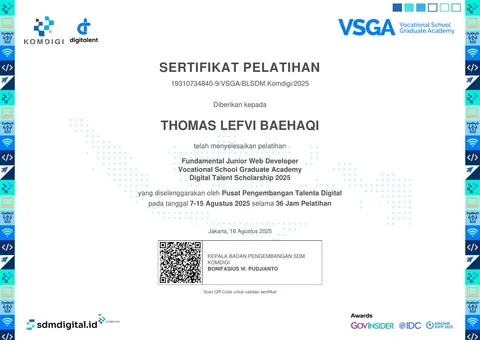 KOMDIGI
digitalent
VSGA
Vocational School
Graduate Academy
SERTIFIKAT PELATIHAN
19310734840-9/VSGA/BLSDM.Komdigi/2025
Diberikan kepada
THOMAS LEFVI BAEHAQI
telah menyelesaikan pelatihan
Fundamental Junior Web Developer
Vocational School Graduate Academy
Digital Talent Scholarship 2025
yang diselenggarakan oleh Pusat Pengembangan Talenta Digital
pada tanggal 7-15 Agustus 2025 selama 36 Jam Pelatihan
Jakarta, 16 Agustus 2025
KEPALA BADAN PENGEMBANGAN SDM
KOMDIGI
BONIFASIUS W. PUDJIANTO
Scan QR Code untuk validasi sertifikat
sdmdigital.id
Awards
GOVINSIDER
IDC